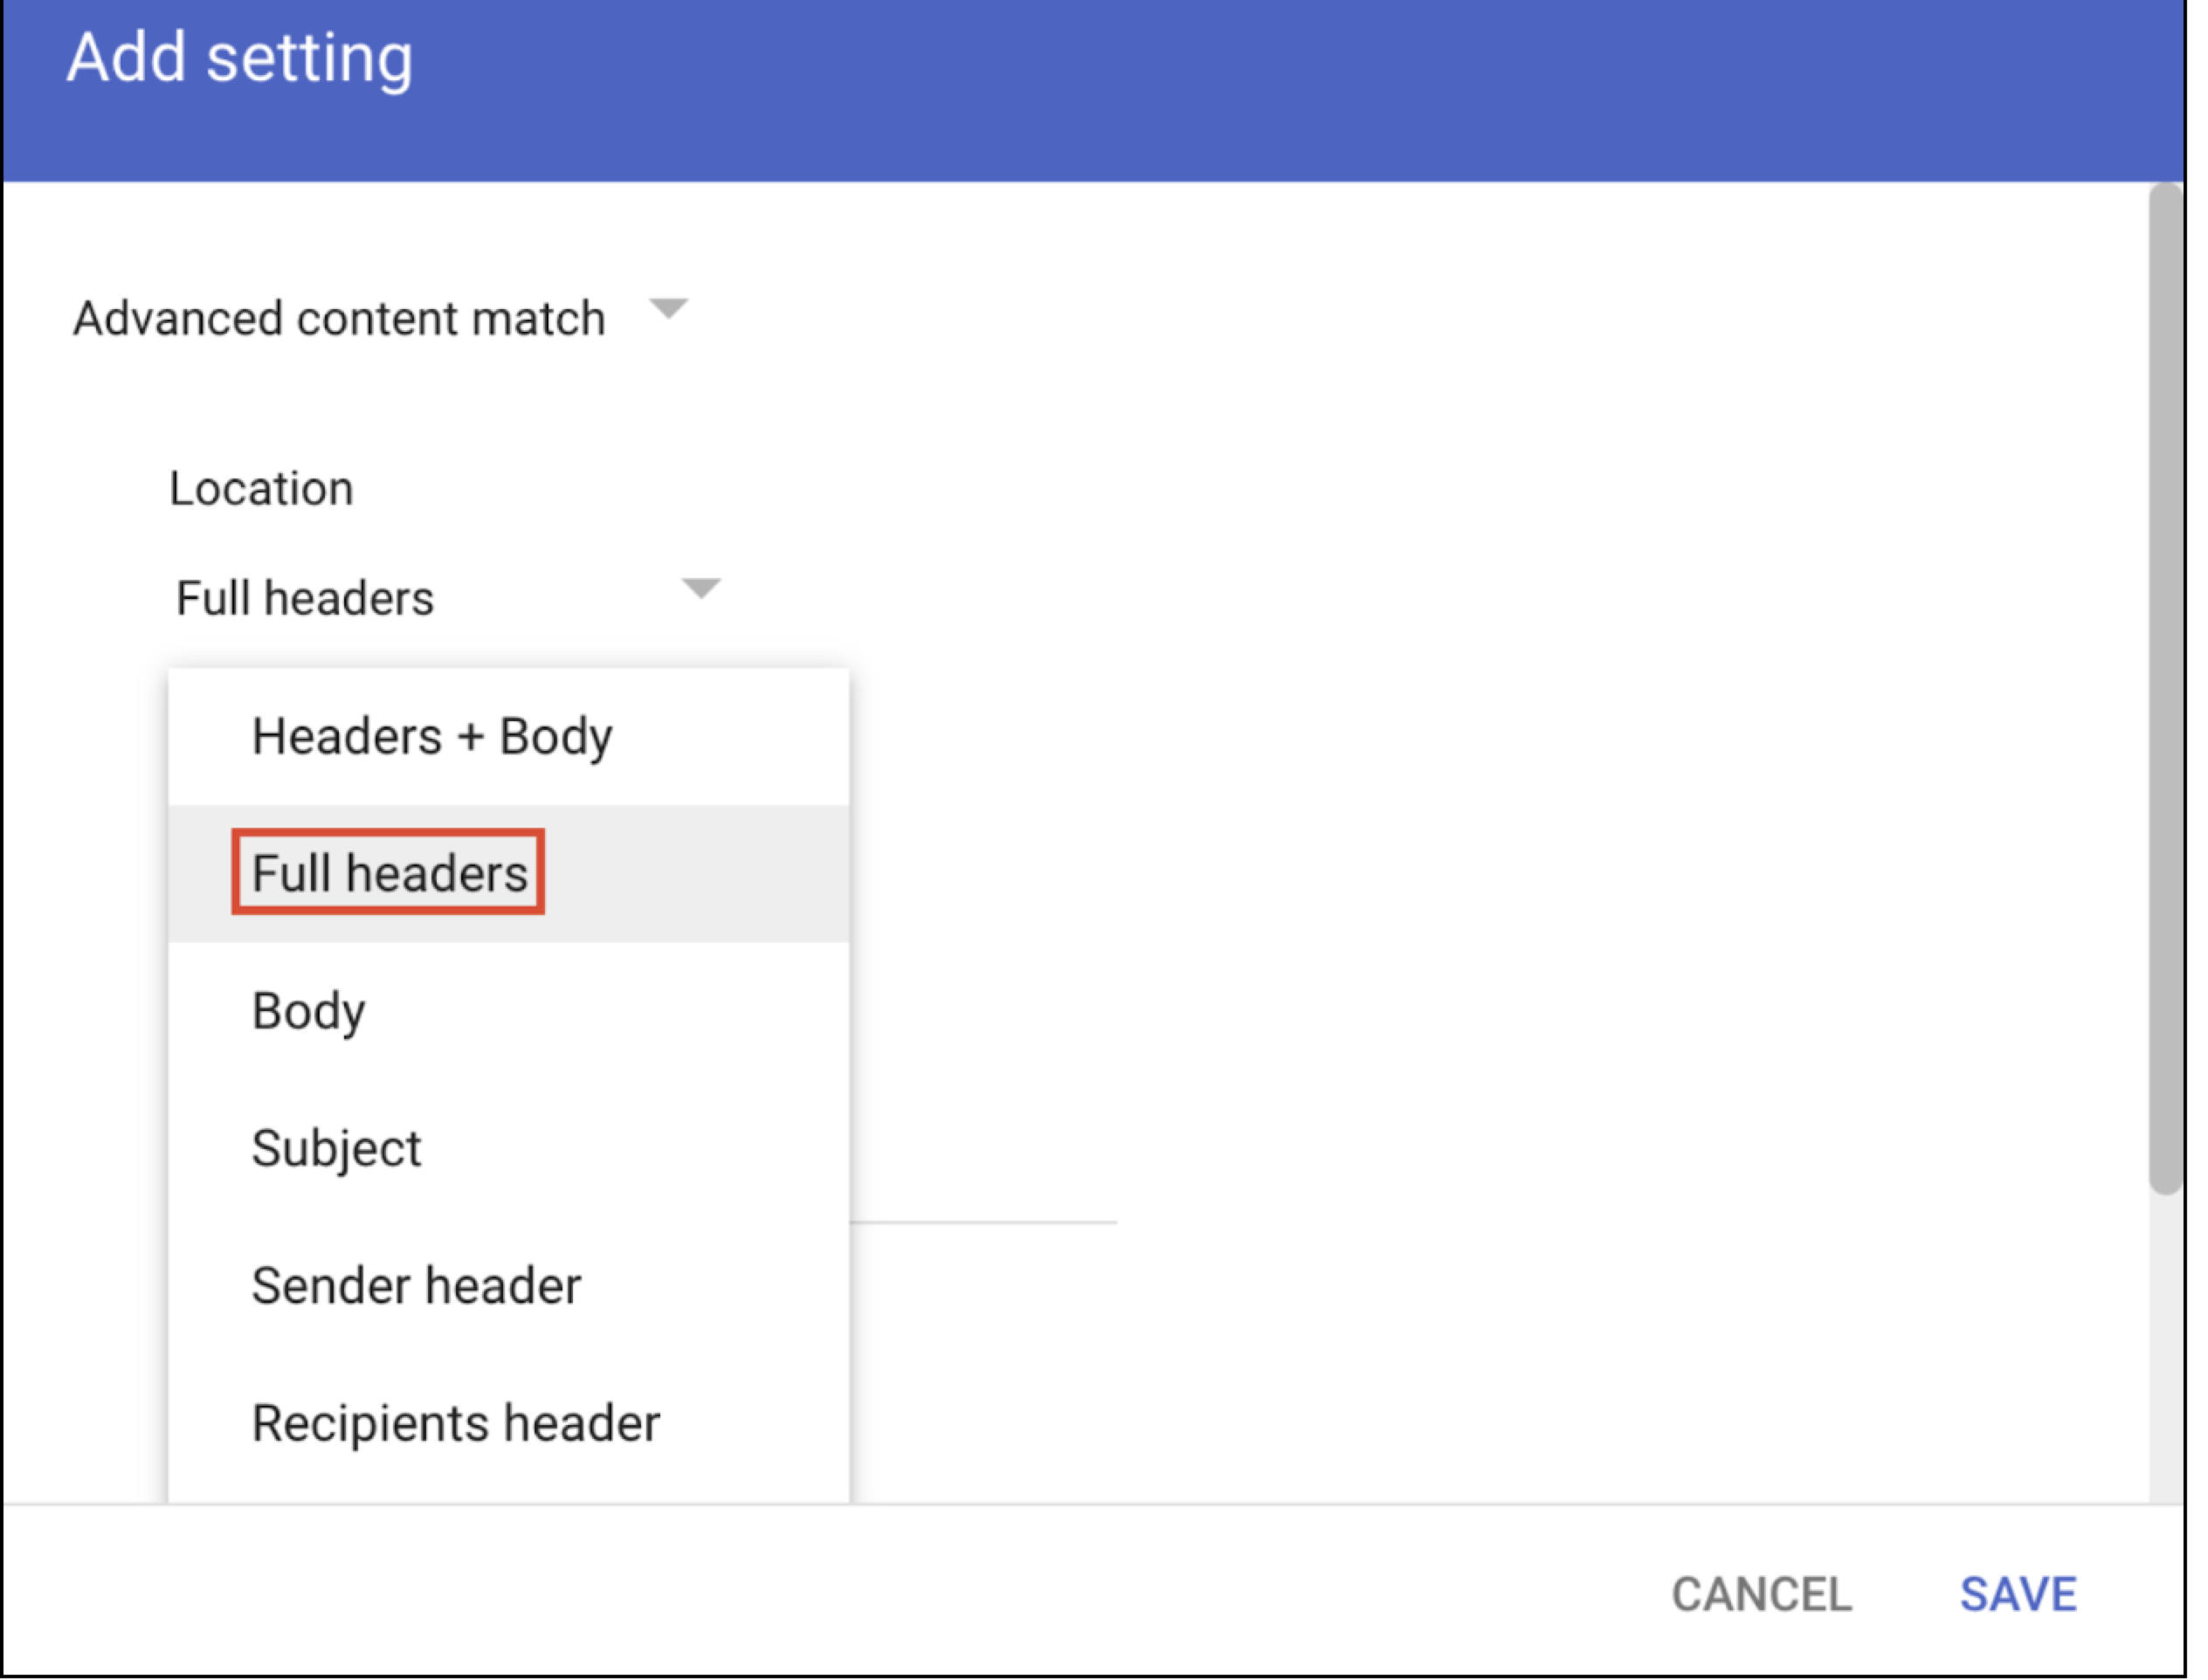 Add setting
Advanced content match
Location
Full headers
Headers + Body
Full headers
Body
Subject
Sender header
Recipients header
CANCEL SAVE